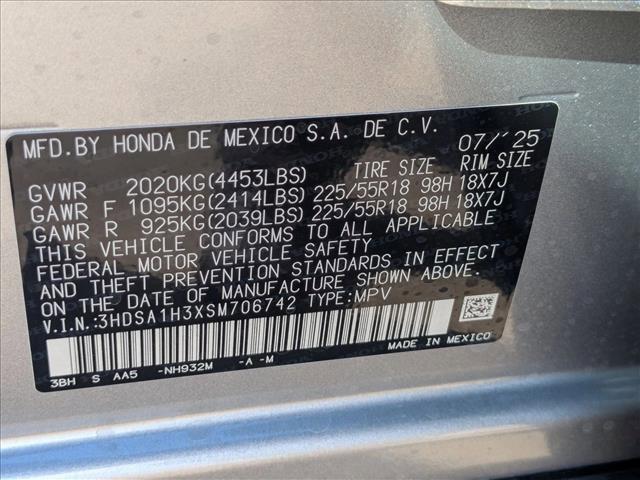 MFD.BY HONDA DE MEXICO S.A. DE C.V. 07/'25
TIRE SIZE RIM SIZE
GVWR 2020KG(4453LBS)
GAWR F 1095KG(2414LBS) 225/55R18 98H 18X7J
GAWR R 925KG(2039LBS) 225/55R18 98H 18X7J
THIS VEHICLE CONFORMS TO ALL APPLICABLE
FEDERAL MOTOR VEHICLE SAFETY
AND THEFT PREVENTION STANDARDS IN EFFECT
ON THE DATE OF MANUFACTURE SHOWN ABOVE.
V.I.N.:3HDSA1H3XSM706742 TYPE:MPV
MADE IN MEXICO
3BH S AA5 -NH932M -A -M